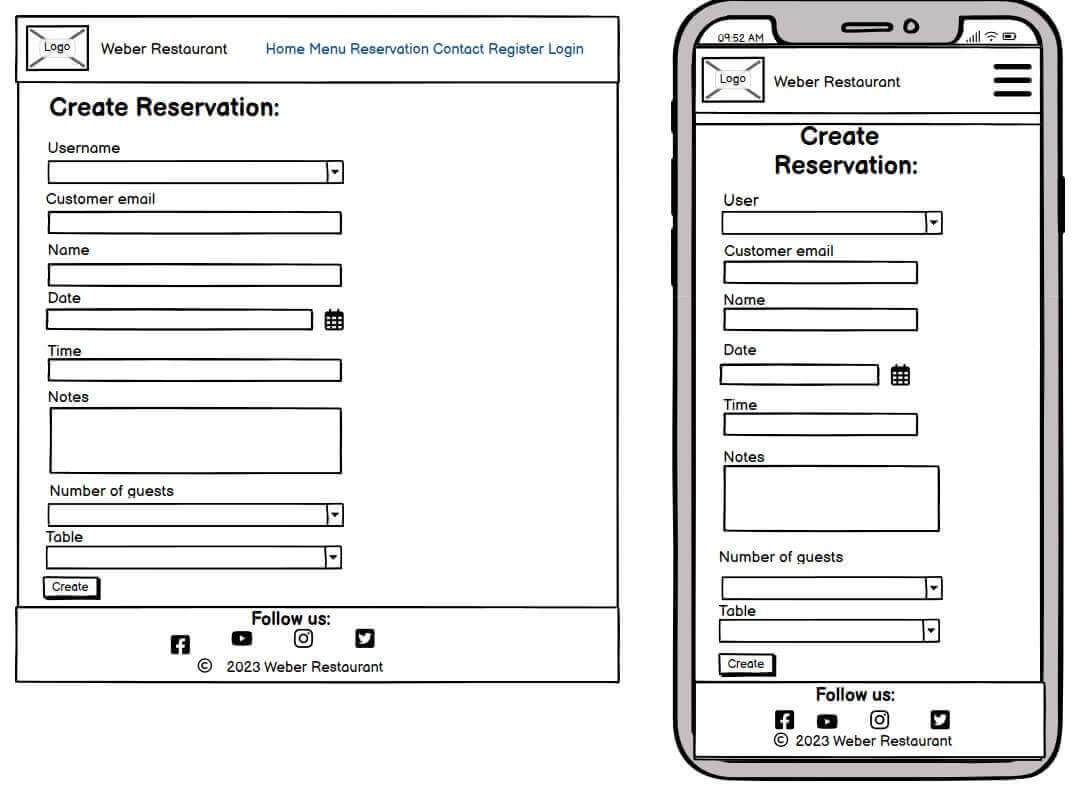 Logo
Weber Restaurant
Home Menu Reservation Contact Register Login
Create Reservation:
Username
Customer email
Name
Date
Time
Notes
Number of guests
Table
Create
Follow us:
© 2023 Weber Restaurant
09:52 AM
Logo
Weber Restaurant
Create
Reservation:
User
Customer email
Name
Date
Time
Notes
Number of guests
Table
Create
Follow us:
© 2023 Weber Restaurant